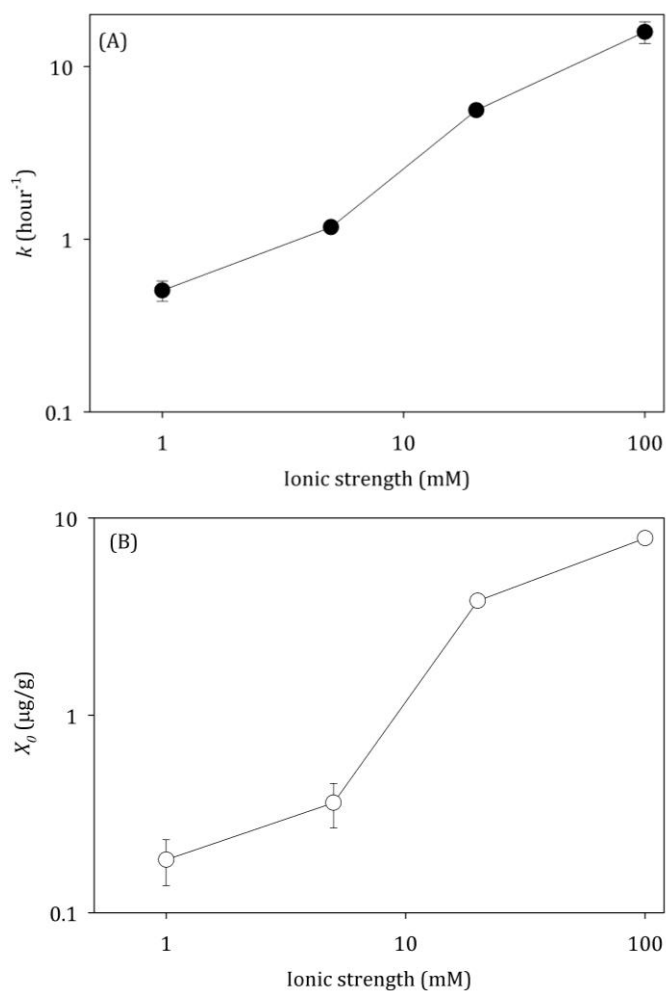 (A)
10
1
0.1
k (hour⁻¹)
1 10 100
Ionic strength (mM)
(B)
10
1
0.1
X₀ (μg/g)
1 10 100
Ionic strength (mM)